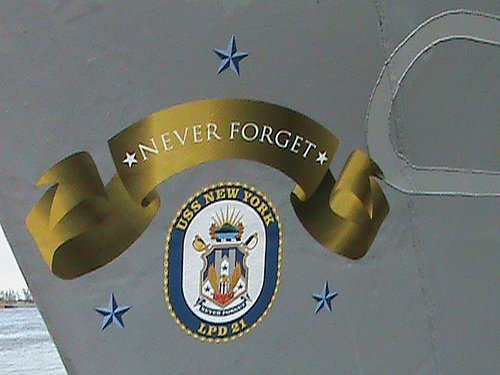 NEVER FORGET
USS NEW YORK
NEVER FORGET
LPD 21